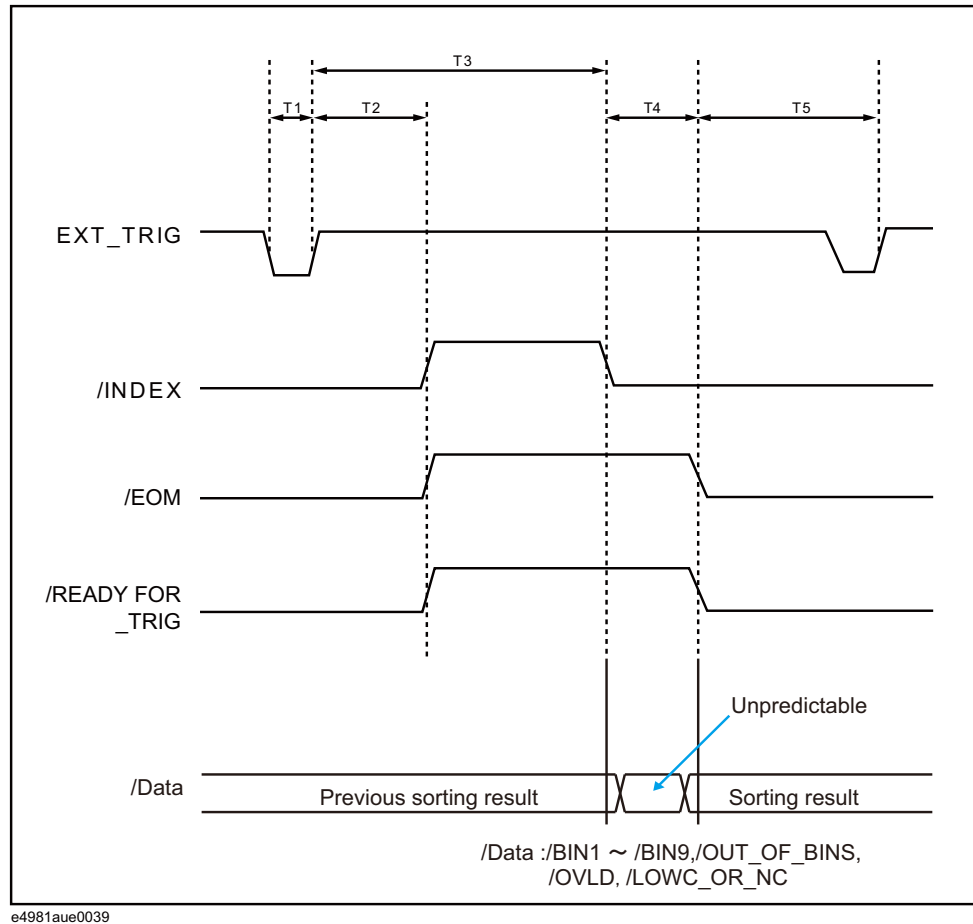 T3
T1
T2
T4
T5
EXT_TRIG
/INDEX
/EOM
/READY FOR
_TRIG
Unpredictable
/Data
Previous sorting result
Sorting result
/Data :/BIN1 ～ /BIN9,/OUT_OF_BINS,
/OVLD, /LOWC_OR_NC
e4981aue0039